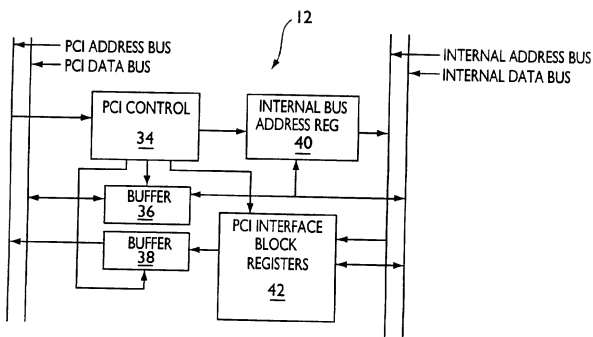 12
PCI ADDRESS BUS
PCI DATA BUS
INTERNAL ADDRESS BUS
INTERNAL DATA BUS
PCI CONTROL
34
INTERNAL BUS
ADDRESS REG
40
BUFFER
36
BUFFER
38
PCI INTERFACE
BLOCK
REGISTERS
42